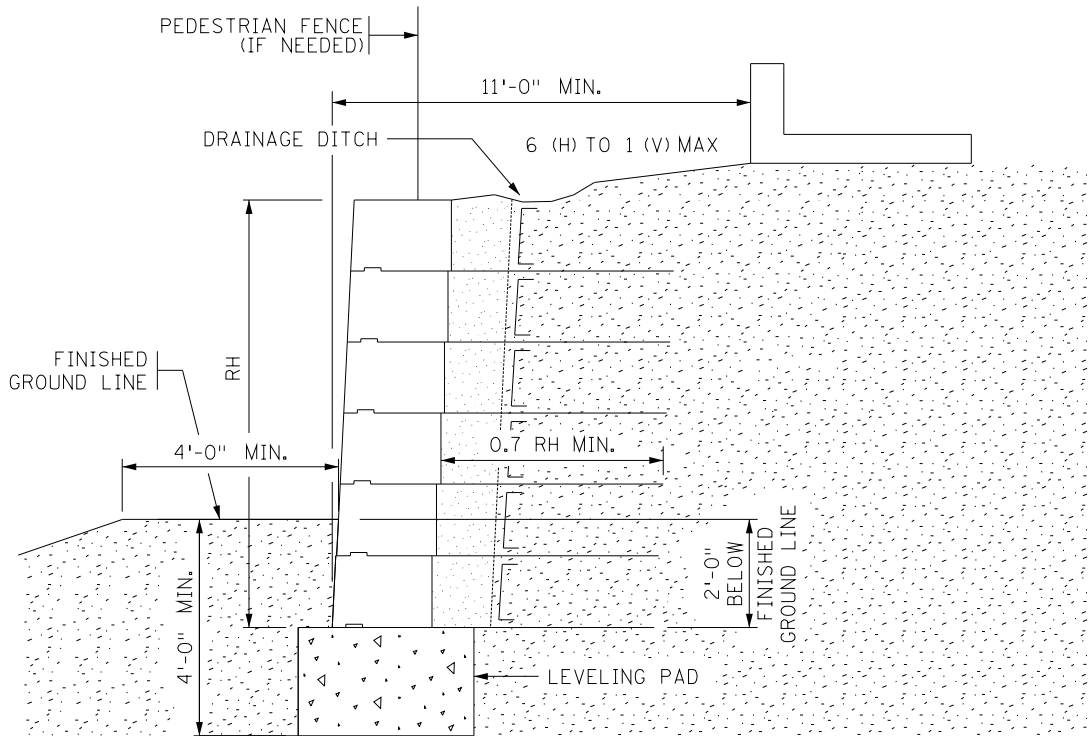 PEDESTRIAN FENCE
(IF NEEDED)
11'-0" MIN.
DRAINAGE DITCH
6 (H) TO 1 (V) MAX
RH
FINISHED
GROUND LINE
4'-0" MIN.
0.7 RH MIN.
2'-0"
BELOW
FINISHED
GROUND LINE
4'-0" MIN.
LEVELING PAD